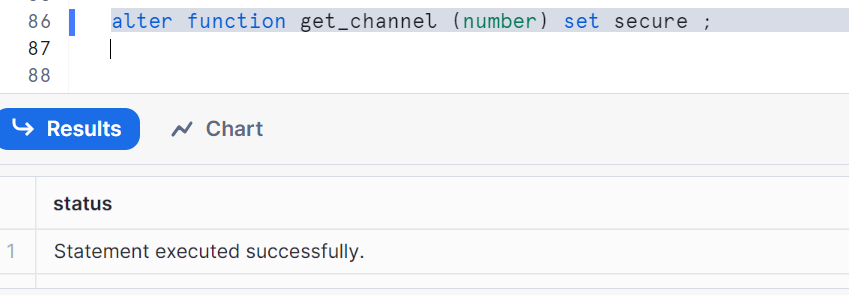 86 alter function get_channel (number) set secure ;
87
88
Results Chart
status
1 Statement executed successfully.